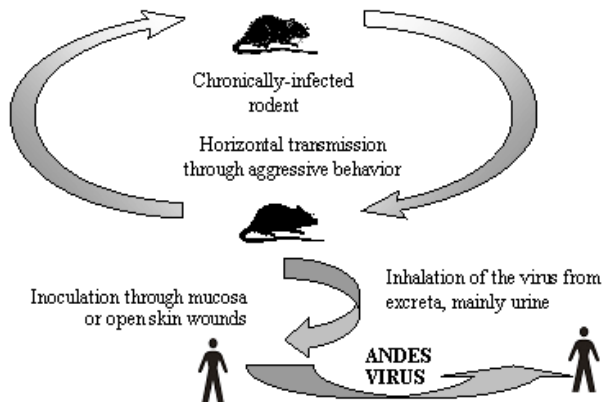 Chronically-infected
rodent
Horizontal transmission
through aggressive behavior
Inoculation through mucosa
or open skin wounds
Inhalation of the virus from
excreta, mainly urine
ANDES
VIRUS